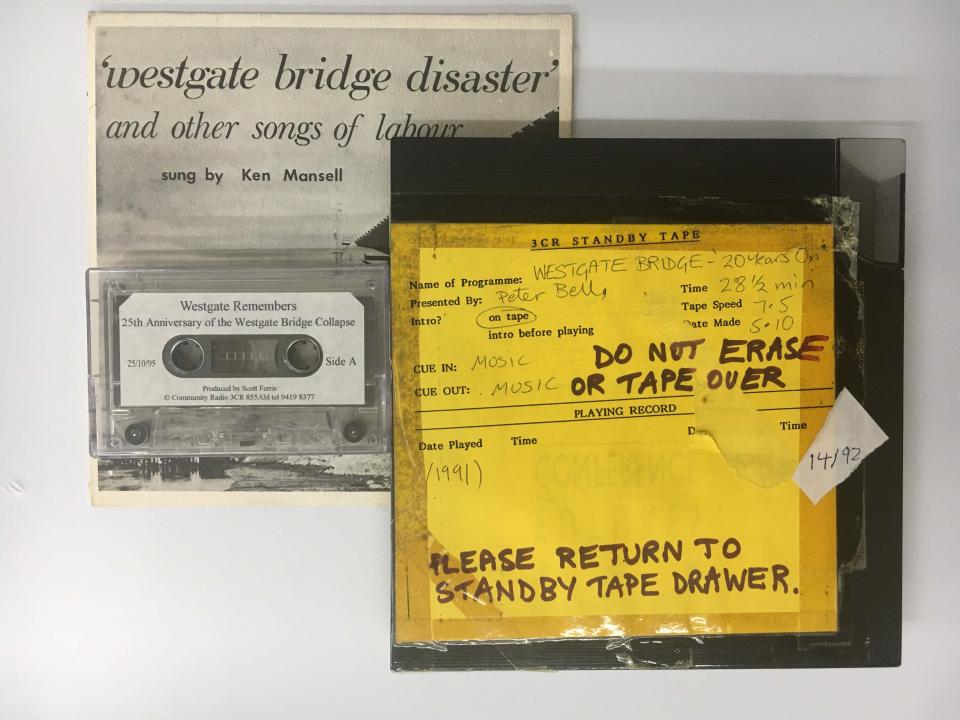 'westgate bridge disaster'
and other songs of labour
sung by Ken Mansell
Westgate Remembers
25th Anniversary of the Westgate Bridge Collapse
25/10/95
Side A
Produced by Scott Ferris
© Community Radio 3CR 855AM tel 9419 8377
3CR STANDBY TAPE
Name of Programme: WESTGATE BRIDGE - 20 YEARS On
Presented By: Peter Bell,
Time 28 1/2 min
Intro? on tape
Tape Speed 7.5
intro before playing
ate Made 5.10
CUE IN: MUSIC
DO NOT ERASE
CUE OUT: . MUSIC
OR TAPE OVER
PLAYING RECORD
Date Played Time D Time
(1991)
14/92
CONFERENCE
PLEASE RETURN TO
STANDBY TAPE DRAWER.